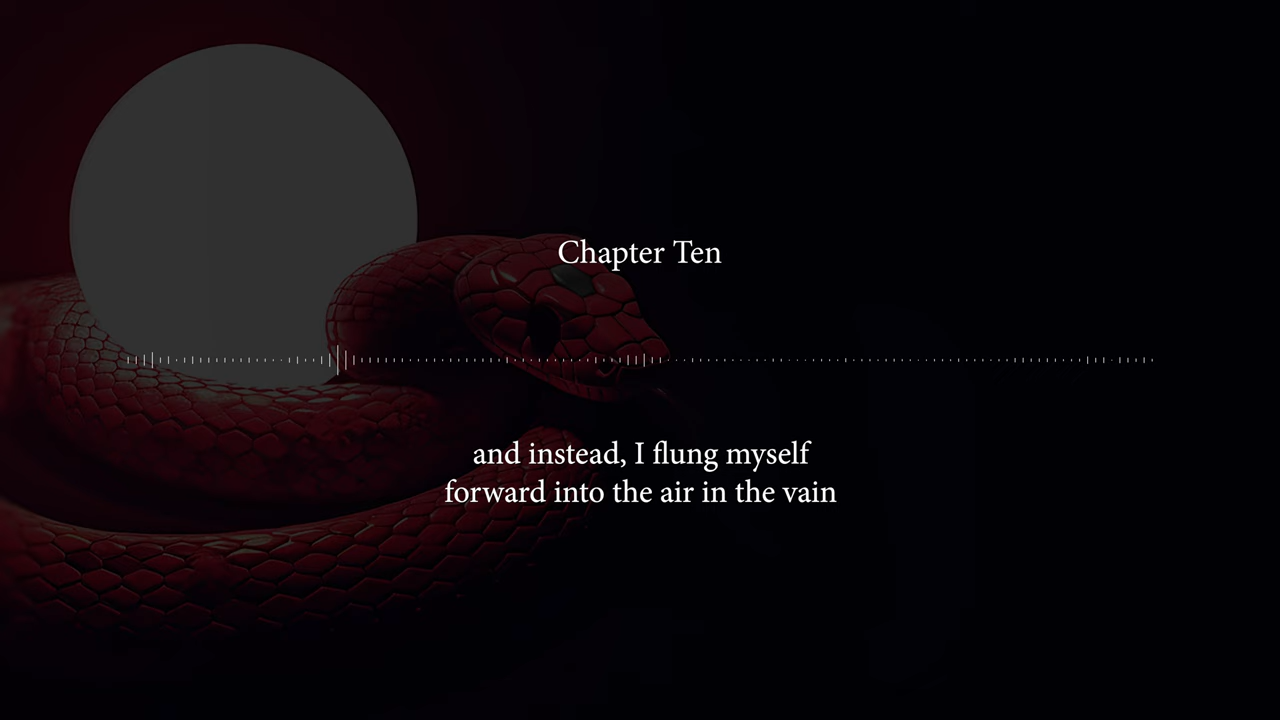 Chapter Ten
and instead, I flung myself
forward into the air in the vain